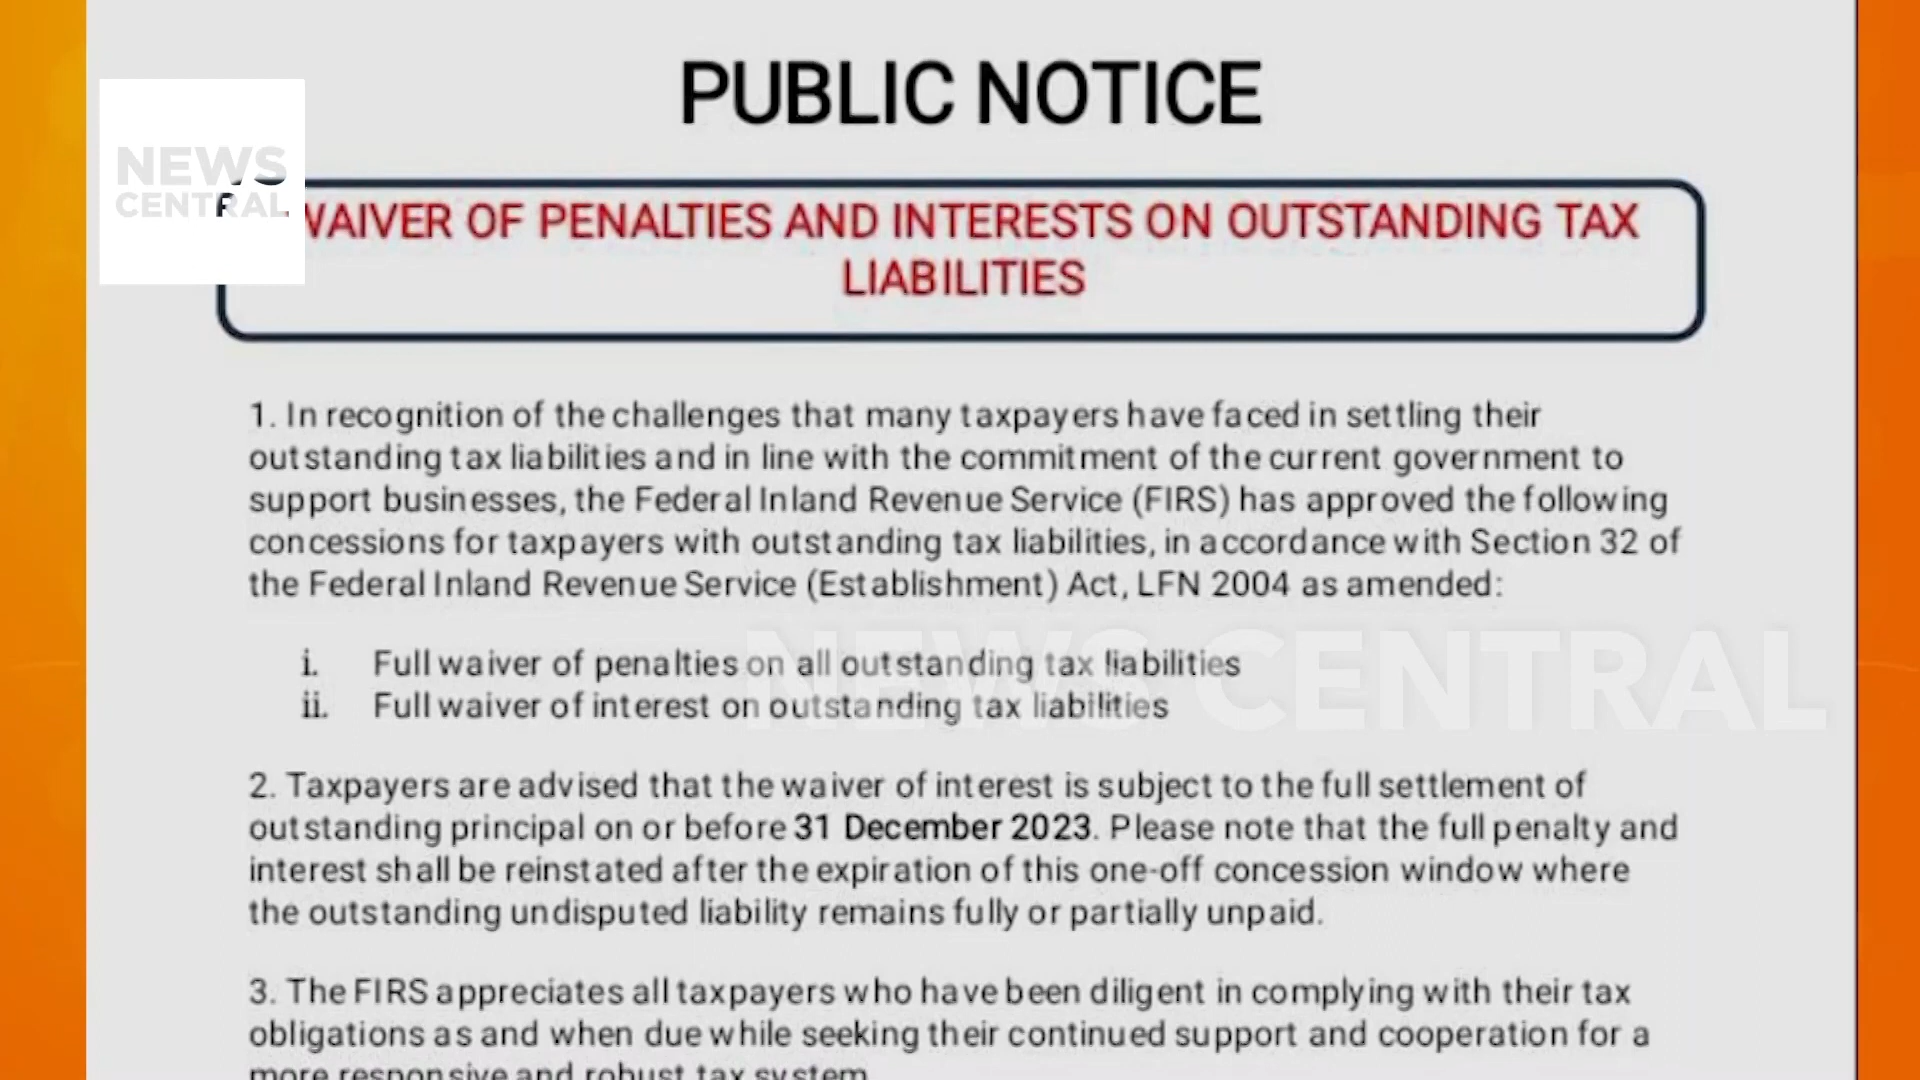 PUBLIC NOTICE
NEWS
CENTRAL
WAIVER OF PENALTIES AND INTERESTS ON OUTSTANDING TAX
LIABILITIES
1. In recognition of the challenges that many taxpayers have faced in settling their
outstanding tax liabilities and in line with the commitment of the current government to
support businesses, the Federal Inland Revenue Service (FIRS) has approved the following
concessions for taxpayers with outstanding tax liabilities, in accordance with Section 32 of
the Federal Inland Revenue Service (Establishment) Act, LFN 2004 as amended:
i. Full waiver of penalties on all outstanding tax liabilities
ii. Full waiver of interest on outstanding tax liabilities
NEWS CENTRAL
2. Taxpayers are advised that the waiver of interest is subject to the full settlement of
outstanding principal on or before 31 December 2023. Please note that the full penalty and
interest shall be reinstated after the expiration of this one-off concession window where
the outstanding undisputed liability remains fully or partially unpaid.
3. The FIRS appreciates all taxpayers who have been diligent in complying with their tax
obligations as and when due while seeking their continued support and cooperation for a
more responsive and robust tax system